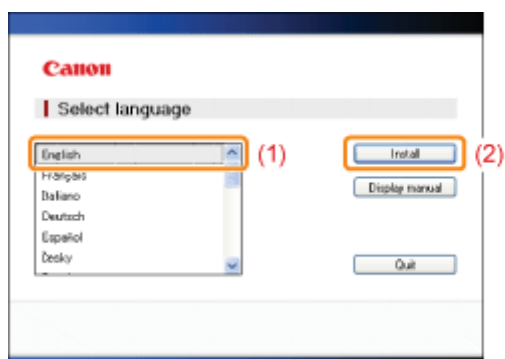 Canon
Select language
English (1)
Français
Italiano
Deutsch
Español
Česky
Install (2)
Display manual
Quit